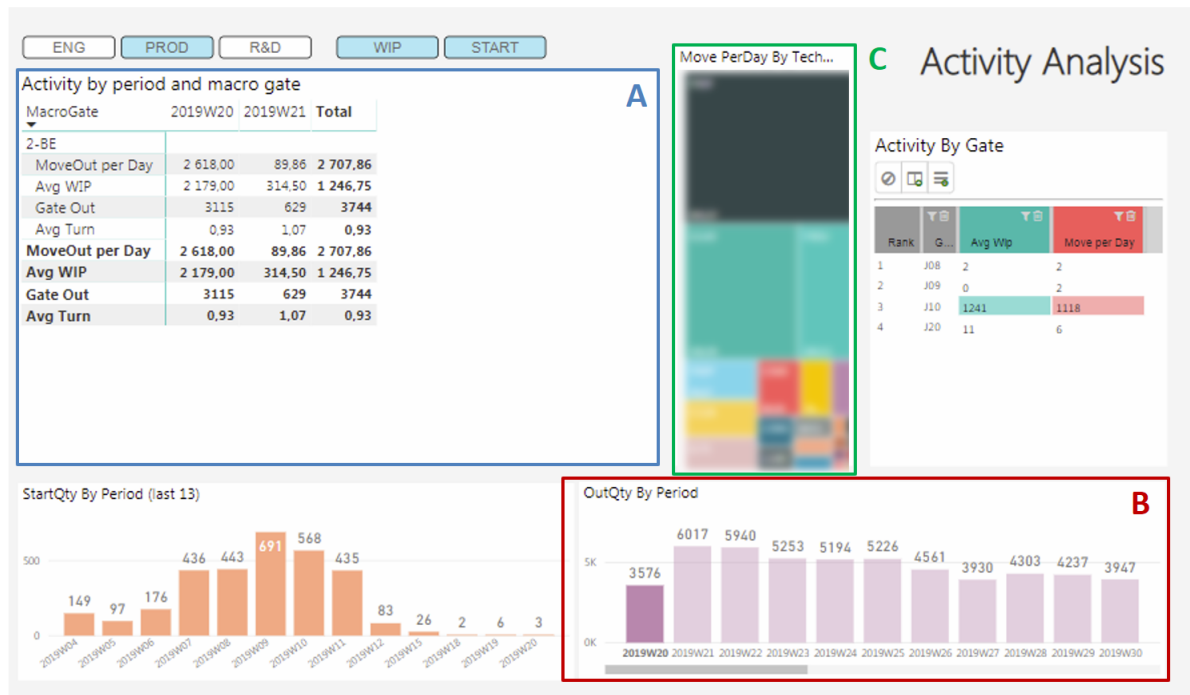 ENG PROD R&D WIP START
Activity Analysis
Activity by period and macro gate
A
MacroGate 2019W20 2019W21 Total
2-BE
MoveOut per Day 2 618,00 89,86 2 707,86
Avg WIP 2 179,00 314,50 1 246,75
Gate Out 3115 629 3744
Avg Turn 0,93 1,07 0,93
MoveOut per Day 2 618,00 89,86 2 707,86
Avg WIP 2 179,00 314,50 1 246,75
Gate Out 3115 629 3744
Avg Turn 0,93 1,07 0,93
Move PerDay By Tech...
C
Activity By Gate
Rank G... Avg Wip Move per Day
1 J08 2 2
2 J09 0 2
3 J10 1241 1118
4 J20 11 6
StartQty By Period (last 13)
500
0
149 97 176 436 443 691 568 435 83 26 2 6 3
2019W04 2019W05 2019W06 2019W07 2019W08 2019W09 2019W10 2019W11 2019W12 2019W15 2019W18 2019W19 2019W20
OutQty By Period
B
5K
0K
3576 6017 5940 5253 5194 5226 4561 3930 4303 4237 3947
2019W20 2019W21 2019W22 2019W23 2019W24 2019W25 2019W26 2019W27 2019W28 2019W29 2019W30